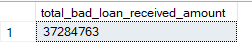 total_bad_loan_received_amount
1 37284763